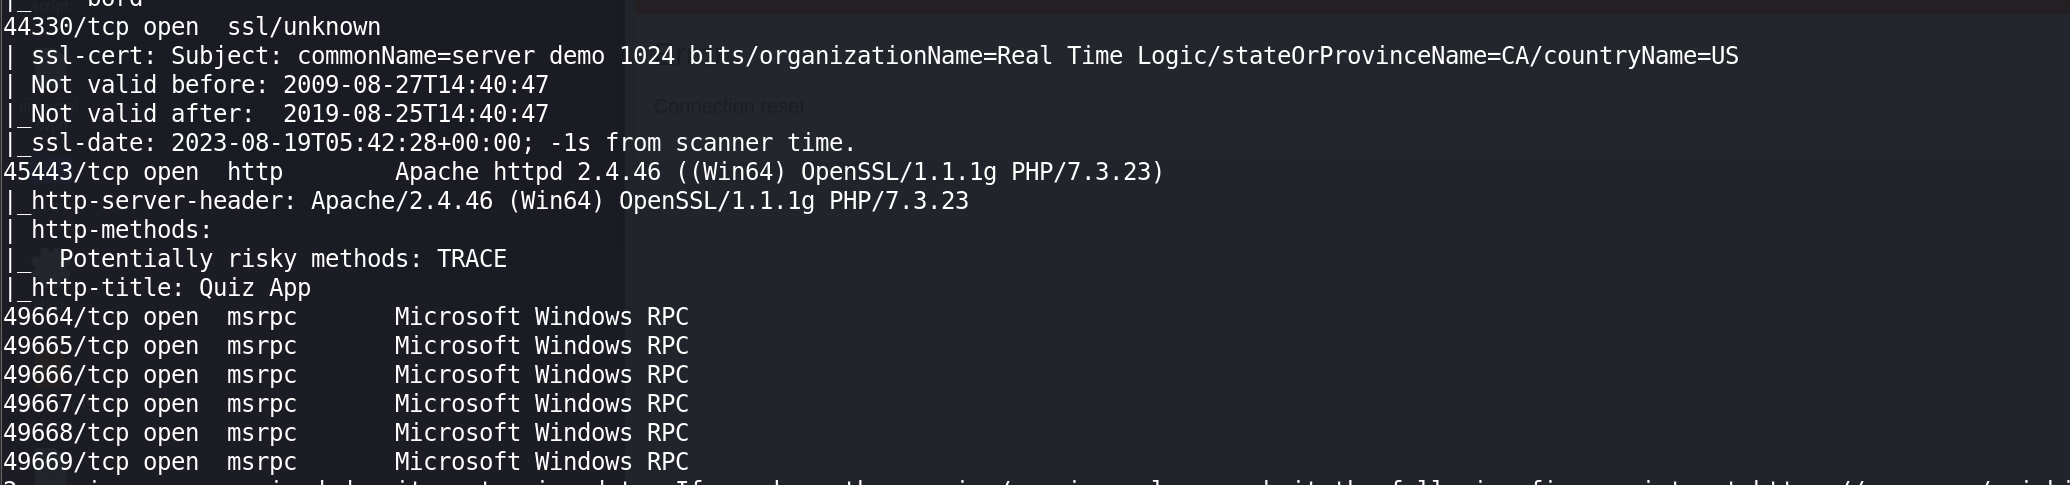 |_    bord
44330/tcp open  ssl/unknown
| ssl-cert: Subject: commonName=server demo 1024 bits/organizationName=Real Time Logic/stateOrProvinceName=CA/countryName=US
| Not valid before: 2009-08-27T14:40:47
|_Not valid after:  2019-08-25T14:40:47
Connection reset
|_ssl-date: 2023-08-19T05:42:28+00:00; -1s from scanner time.
45443/tcp open  http        Apache httpd 2.4.46 ((Win64) OpenSSL/1.1.1g PHP/7.3.23)
|_http-server-header: Apache/2.4.46 (Win64) OpenSSL/1.1.1g PHP/7.3.23
| http-methods:
|_  Potentially risky methods: TRACE
|_http-title: Quiz App
49664/tcp open  msrpc       Microsoft Windows RPC
49665/tcp open  msrpc       Microsoft Windows RPC
49666/tcp open  msrpc       Microsoft Windows RPC
49667/tcp open  msrpc       Microsoft Windows RPC
49668/tcp open  msrpc       Microsoft Windows RPC
49669/tcp open  msrpc       Microsoft Windows RPC